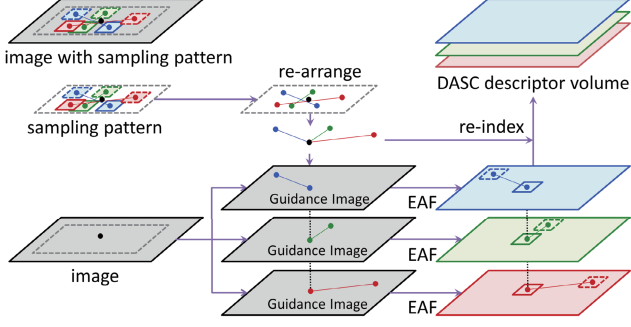 image with sampling pattern
re-arrange
DASC descriptor volume
sampling pattern
re-index
Guidance Image
EAF
Guidance Image
EAF
image
Guidance Image
EAF